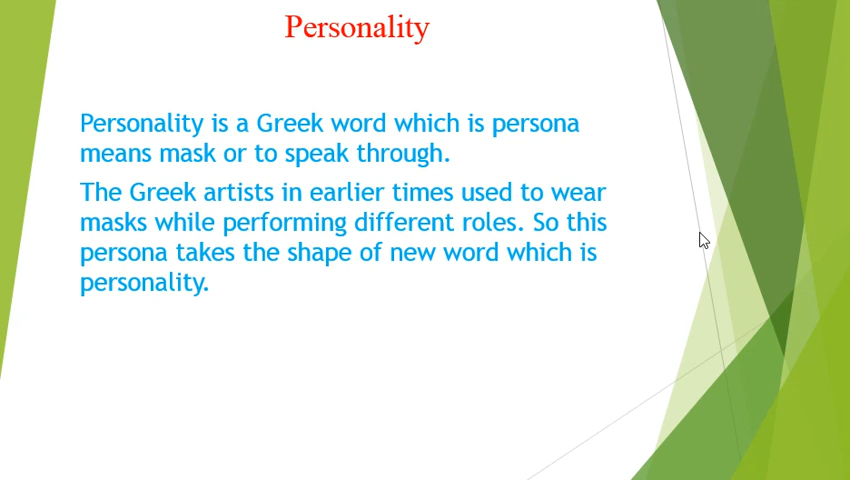 Personality
Personality is a Greek word which is persona
means mask or to speak through.
The Greek artists in earlier times used to wear
masks while performing different roles. So this
persona takes the shape of new word which is
personality.